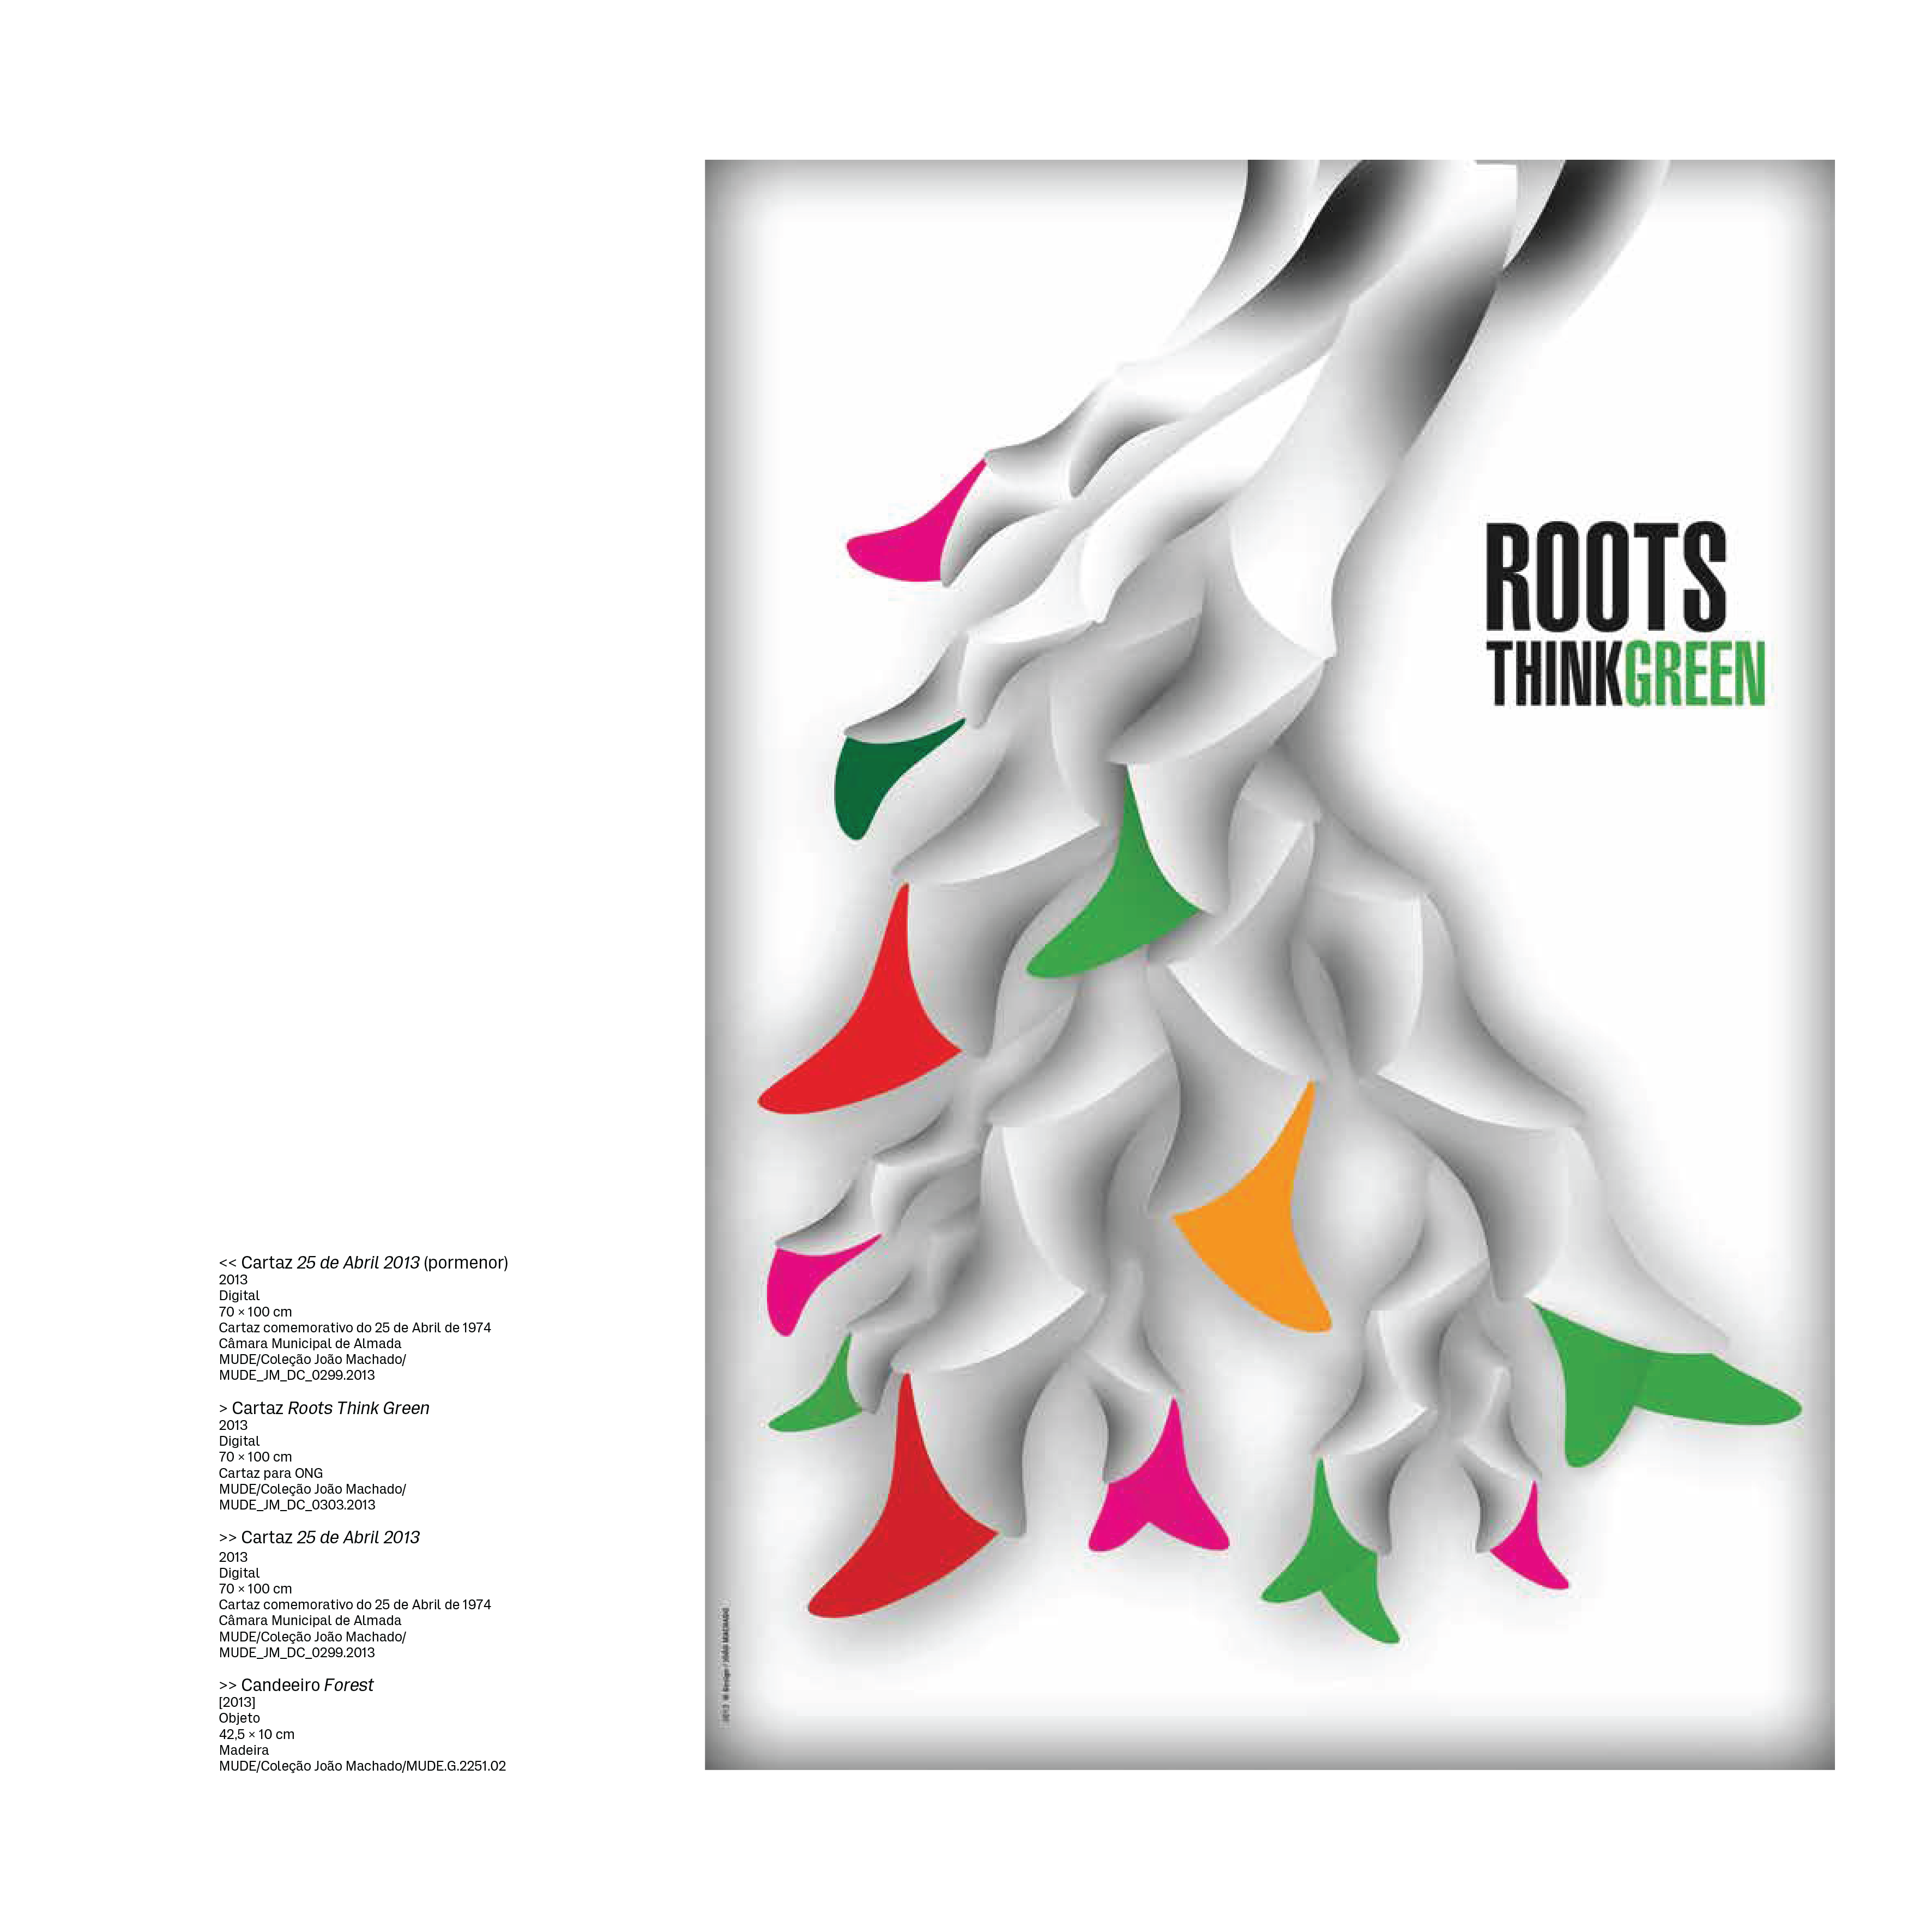 << Cartaz 25 de Abril 2013 (pormenor)
2013
Digital
70 × 100 cm
Cartaz comemorativo do 25 de Abril de 1974
Câmara Municipal de Almada
MUDE/Coleção João Machado/
MUDE_JM_DC_0299.2013
> Cartaz Roots Think Green
2013
Digital
70 × 100 cm
Cartaz para ONG
MUDE/Coleção João Machado/
MUDE_JM_DC_0303.2013
>> Cartaz 25 de Abril 2013
2013
Digital
70 × 100 cm
Cartaz comemorativo do 25 de Abril de 1974
Câmara Municipal de Almada
MUDE/Coleção João Machado/
MUDE_JM_DC_0299.2013
>> Candeeiro Forest
[2013]
Objeto
42,5 × 10 cm
Madeira
MUDE/Coleção João Machado/MUDE.G.2251.02
ROOTS
THINKGREEN
Design / JOÃO MACHADO